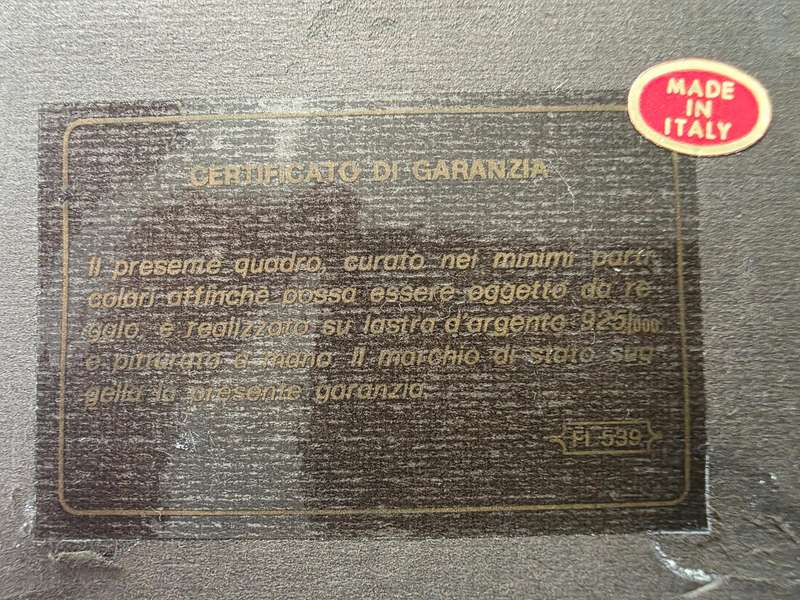 MADE
IN
ITALY
CERTIFICATO DI GARANZIA
Il presente quadro, curato nei minimi parti
colari affinchè possa essere oggetto da re
galo, è realizzato su lastra d'argento 925/000
e pitturata a mano. Il marchio di stato sug
gella la presente garanzia.
FI 539